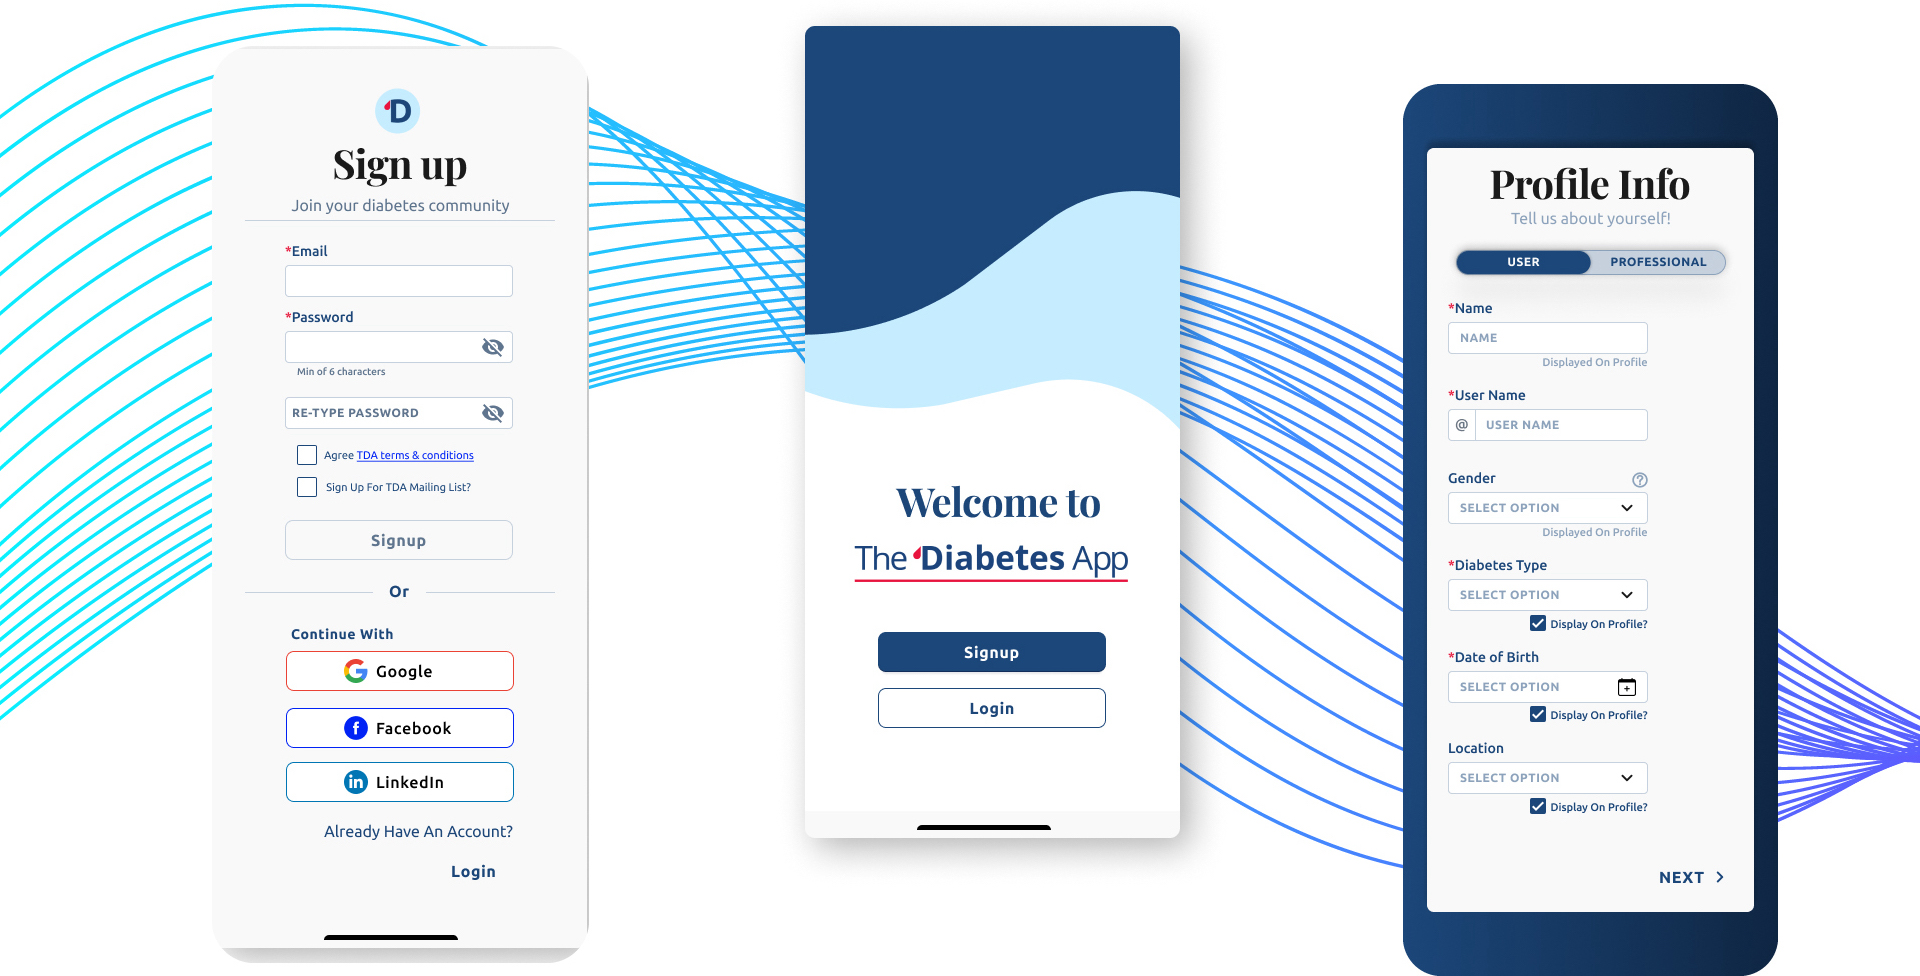 D
Sign up
Join your diabetes community
*Email
*Password
Min of 6 characters
RE-TYPE PASSWORD
Agree TDA terms & conditions
Sign Up For TDA Mailing List?
Signup
Or
Continue With
Google
Facebook
LinkedIn
Already Have An Account?
Login
Welcome to
The Diabetes App
Signup
Login
Profile Info
Tell us about yourself!
USER PROFESSIONAL
*Name
NAME
Displayed On Profile
*User Name
@ USER NAME
Gender
SELECT OPTION
Displayed On Profile
*Diabetes Type
SELECT OPTION
Display On Profile?
*Date of Birth
SELECT OPTION
Display On Profile?
Location
SELECT OPTION
Display On Profile?
NEXT >